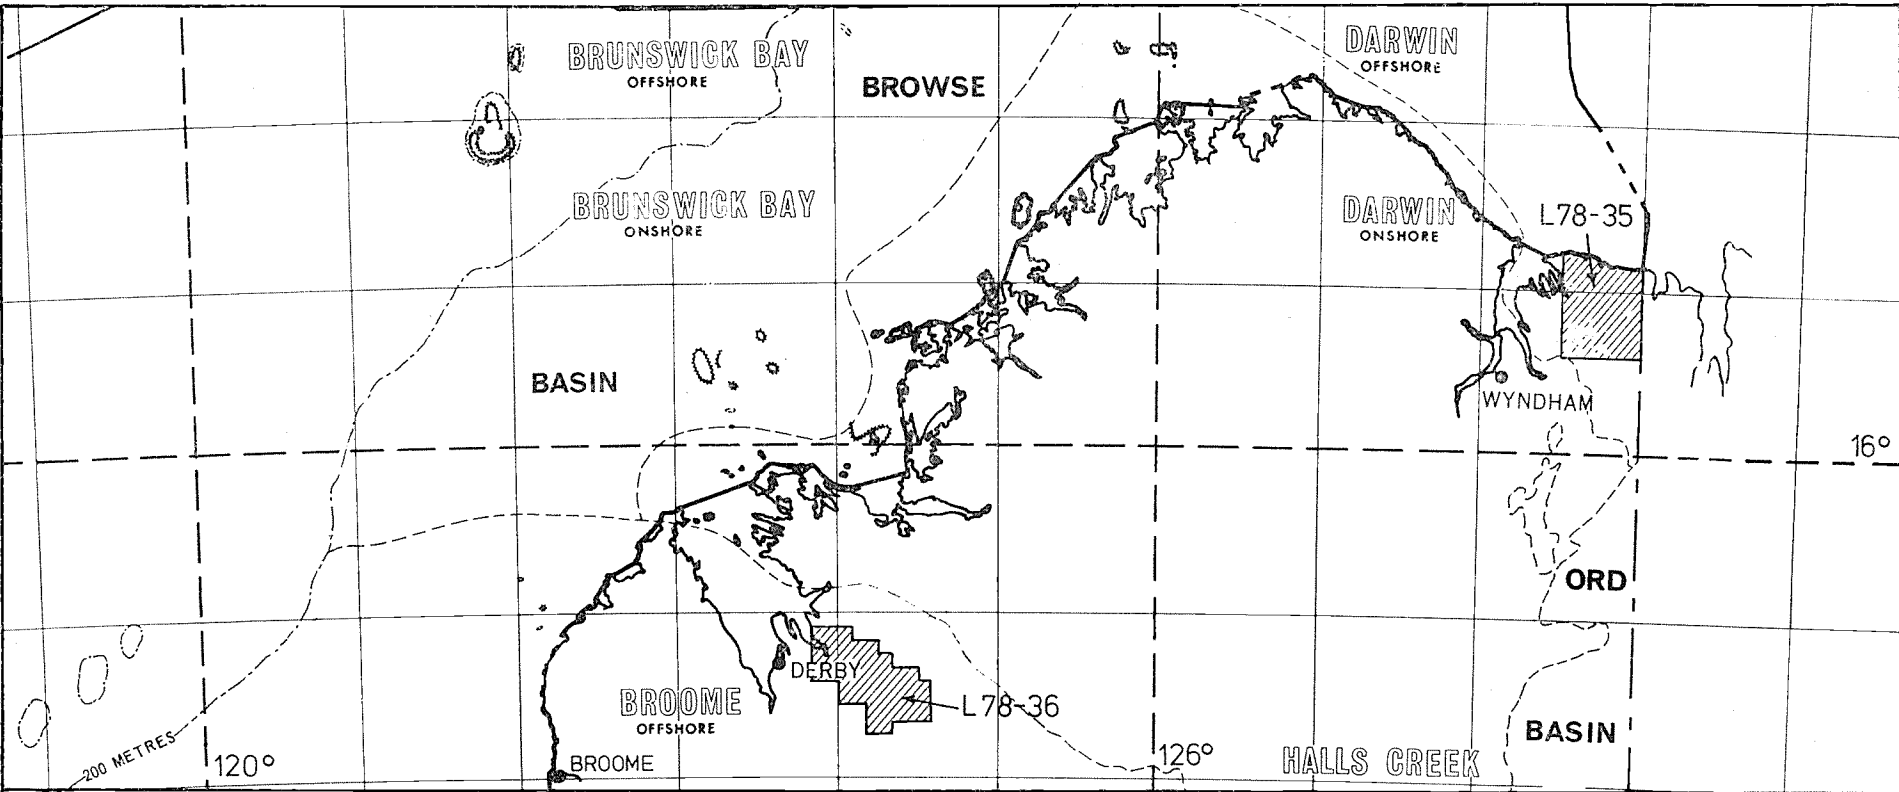 BRUNSWICK BAY
OFFSHORE
BROWSE
DARWIN
OFFSHORE
BRUNSWICK BAY
ONSHORE
DARWIN
ONSHORE
L78-35
BASIN
WYNDHAM
16°
ORD
DERBY
BROOME
OFFSHORE
L78-36
BASIN
200 METRES
120°
BROOME
126°
HALLS CREEK